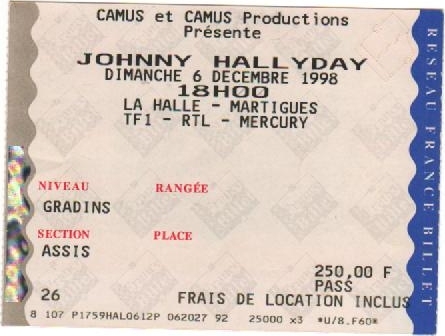 CAMUS et CAMUS Productions
Présente
JOHNNY HALLYDAY
DIMANCHE 6 DECEMBRE 1998
18H00
LA HALLE - MARTIGUES
TF1 - RTL - MERCURY
NIVEAU RANGÉE
GRADINS
SECTION PLACE
ASSIS
250,00 F
PASS
26 FRAIS DE LOCATION INCLUS
8 107 P1759HAL0612P 062027 92 25000 x3 *U/8.F60*
RESEAU FRANCE BILLET